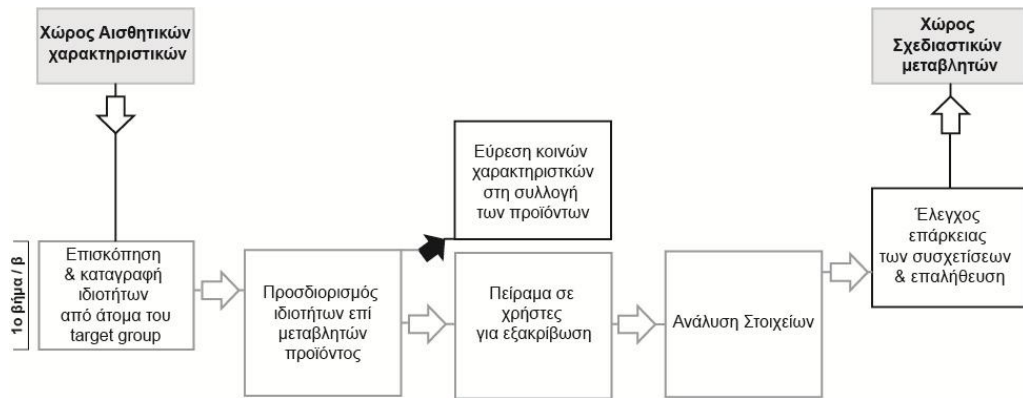 Χώρος Αισθητικών
χαρακτηριστικών
Χώρος
Σχεδιαστικών
μεταβλητών
Εύρεση κοινών
χαρακτηριστκών
στη συλλογή
των προϊόντων
1ο βήμα / β
Επισκόπηση
& καταγραφή
ιδιοτήτων
από άτομα του
target group
Προσδιορισμός
ιδιοτήτων επί
μεταβλητών
προϊόντος
Πείραμα σε
χρήστες
για εξακρίβωση
Ανάλυση Στοιχείων
Έλεγχος
επάρκειας
των συσχετίσεων
& επαλήθευση